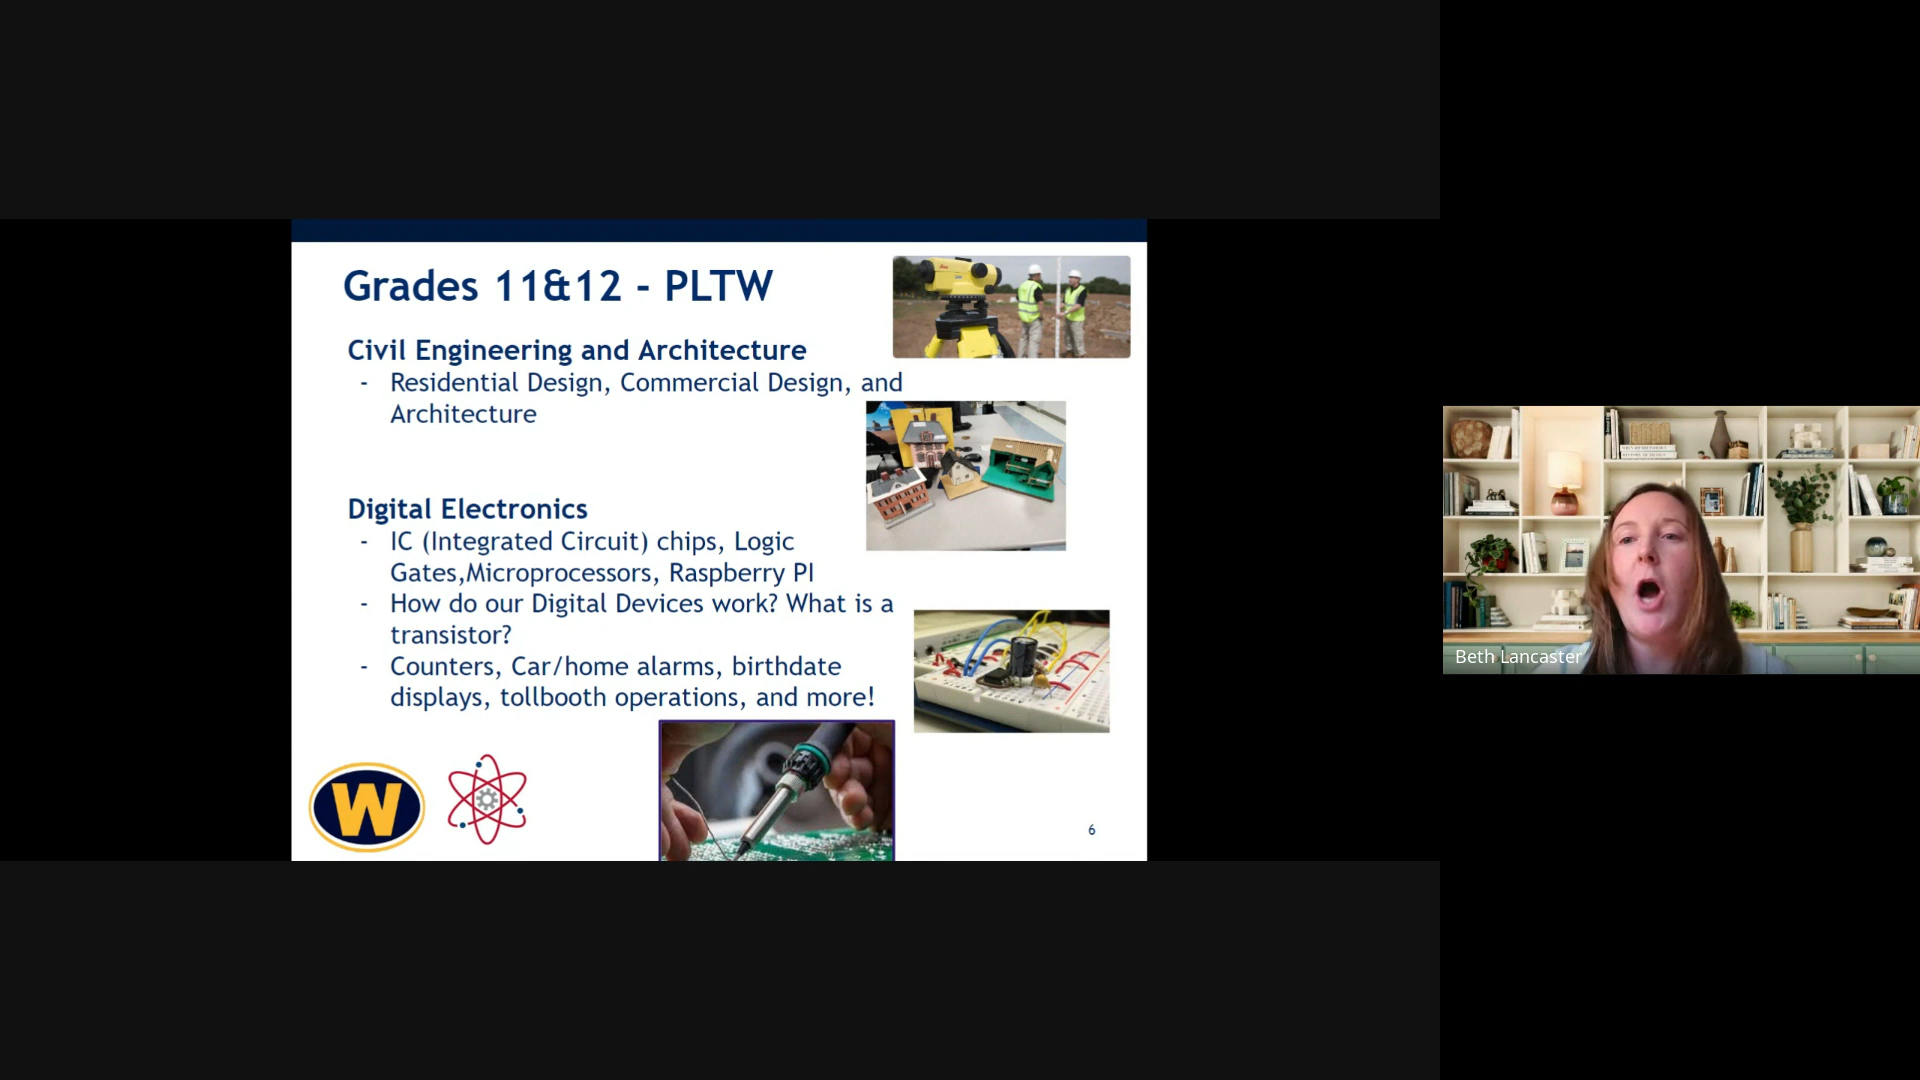 Grades 11&12 - PLTW
Civil Engineering and Architecture
- Residential Design, Commercial Design, and
Architecture
Digital Electronics
- IC (Integrated Circuit) chips, Logic
Gates,Microprocessors, Raspberry PI
- How do our Digital Devices work? What is a
transistor?
- Counters, Car/home alarms, birthdate
displays, tollbooth operations, and more!
W
6
Beth Lancaster